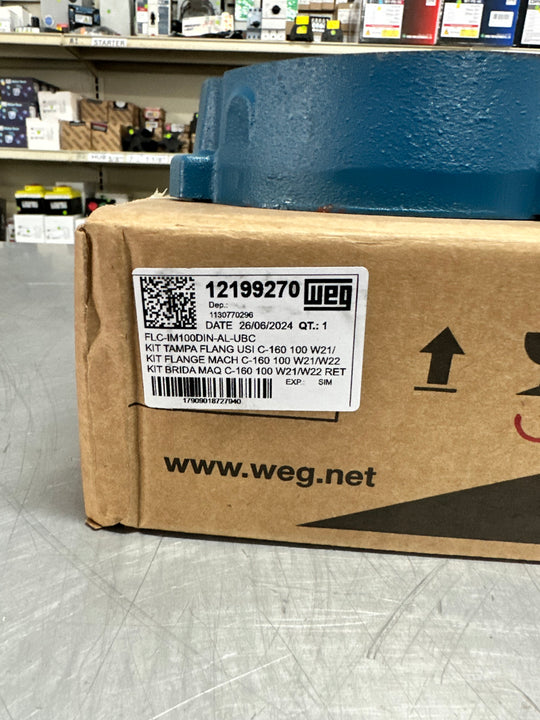 STARTER
12199270 weg
Dep.:
1130770296
DATE 26/06/2024 QT.: 1
FLC-IM100DIN-AL-UBC
KIT TAMPA FLANG USI C-160 100 W21/
KIT FLANGE MACH C-160 100 W21/W22
KIT BRIDA MAQ C-160 100 W21/W22 RET
EXP.: SIM
17909018727940
www.weg.net